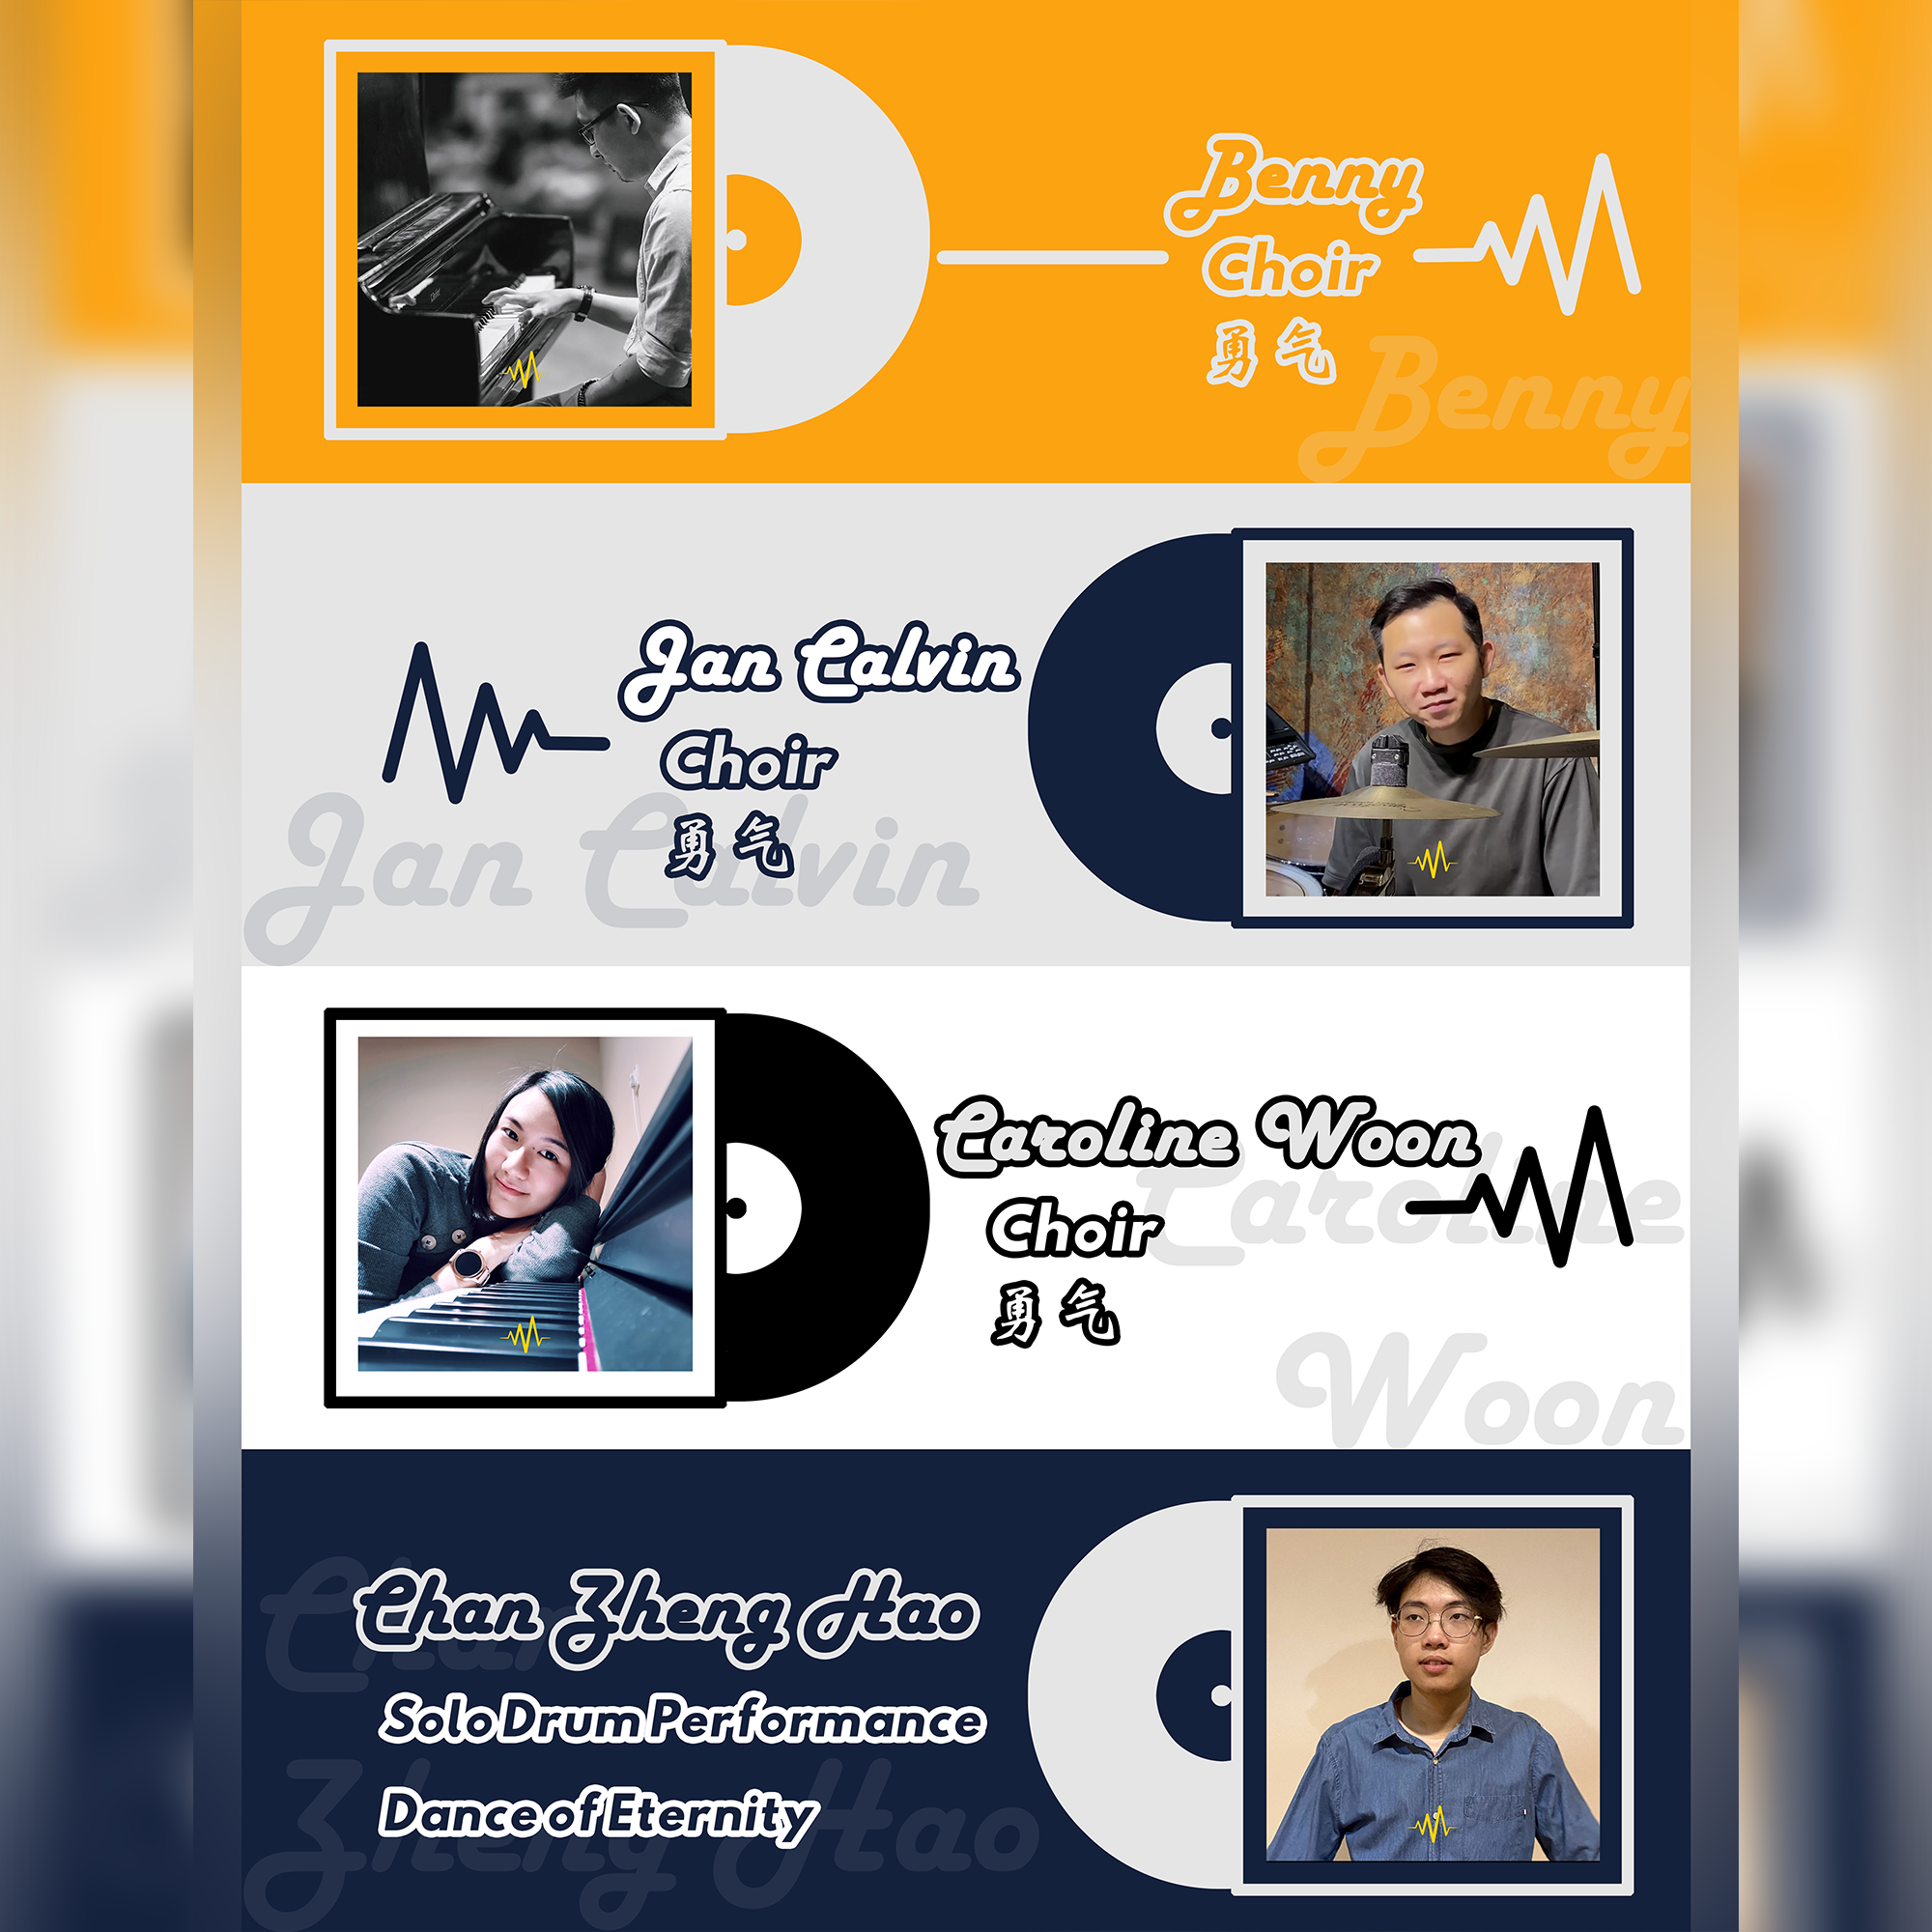 Benny
Choir
勇气
Benny
Jan Calvin
Choir
勇气
Jan Calvin
Caroline Woon
Choir
勇气
Caroline
Woon
Chan Zheng Hao
Solo Drum Performance
Dance of Eternity
Chan
Zheng Hao